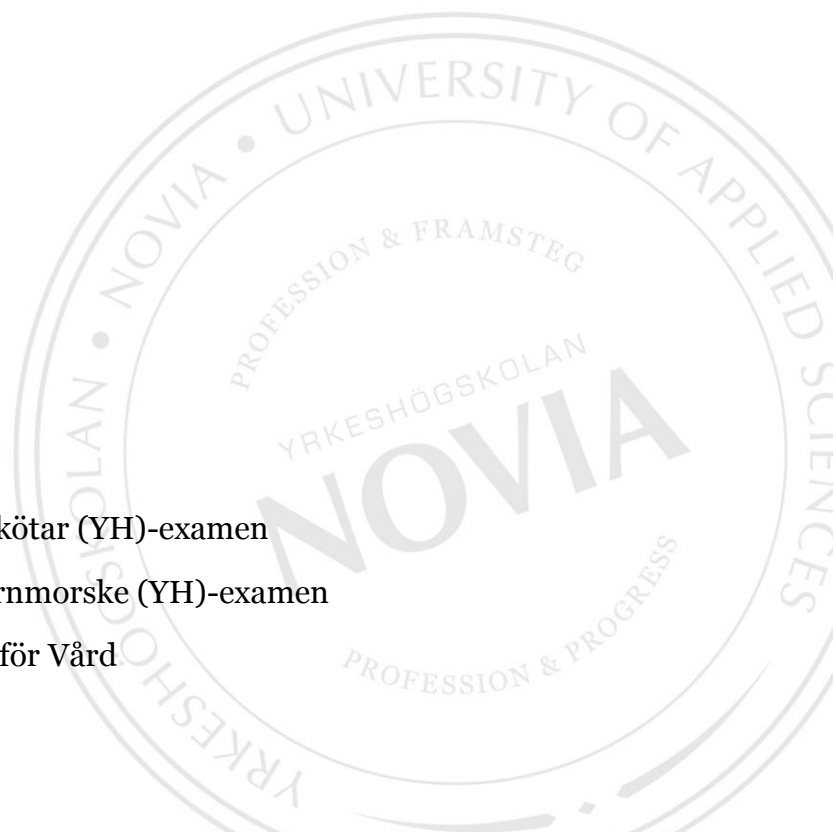 YRKESHÖGSKOLAN • NOVIA • UNIVERSITY OF APPLIED SCIENCES
PROFESSION & FRAMSTEG
YRKESHÖGSKOLAN
NOVIA
kötar (YH)-examen
rnmorske (YH)-examen
för Vård
PROFESSION & PROGRESS